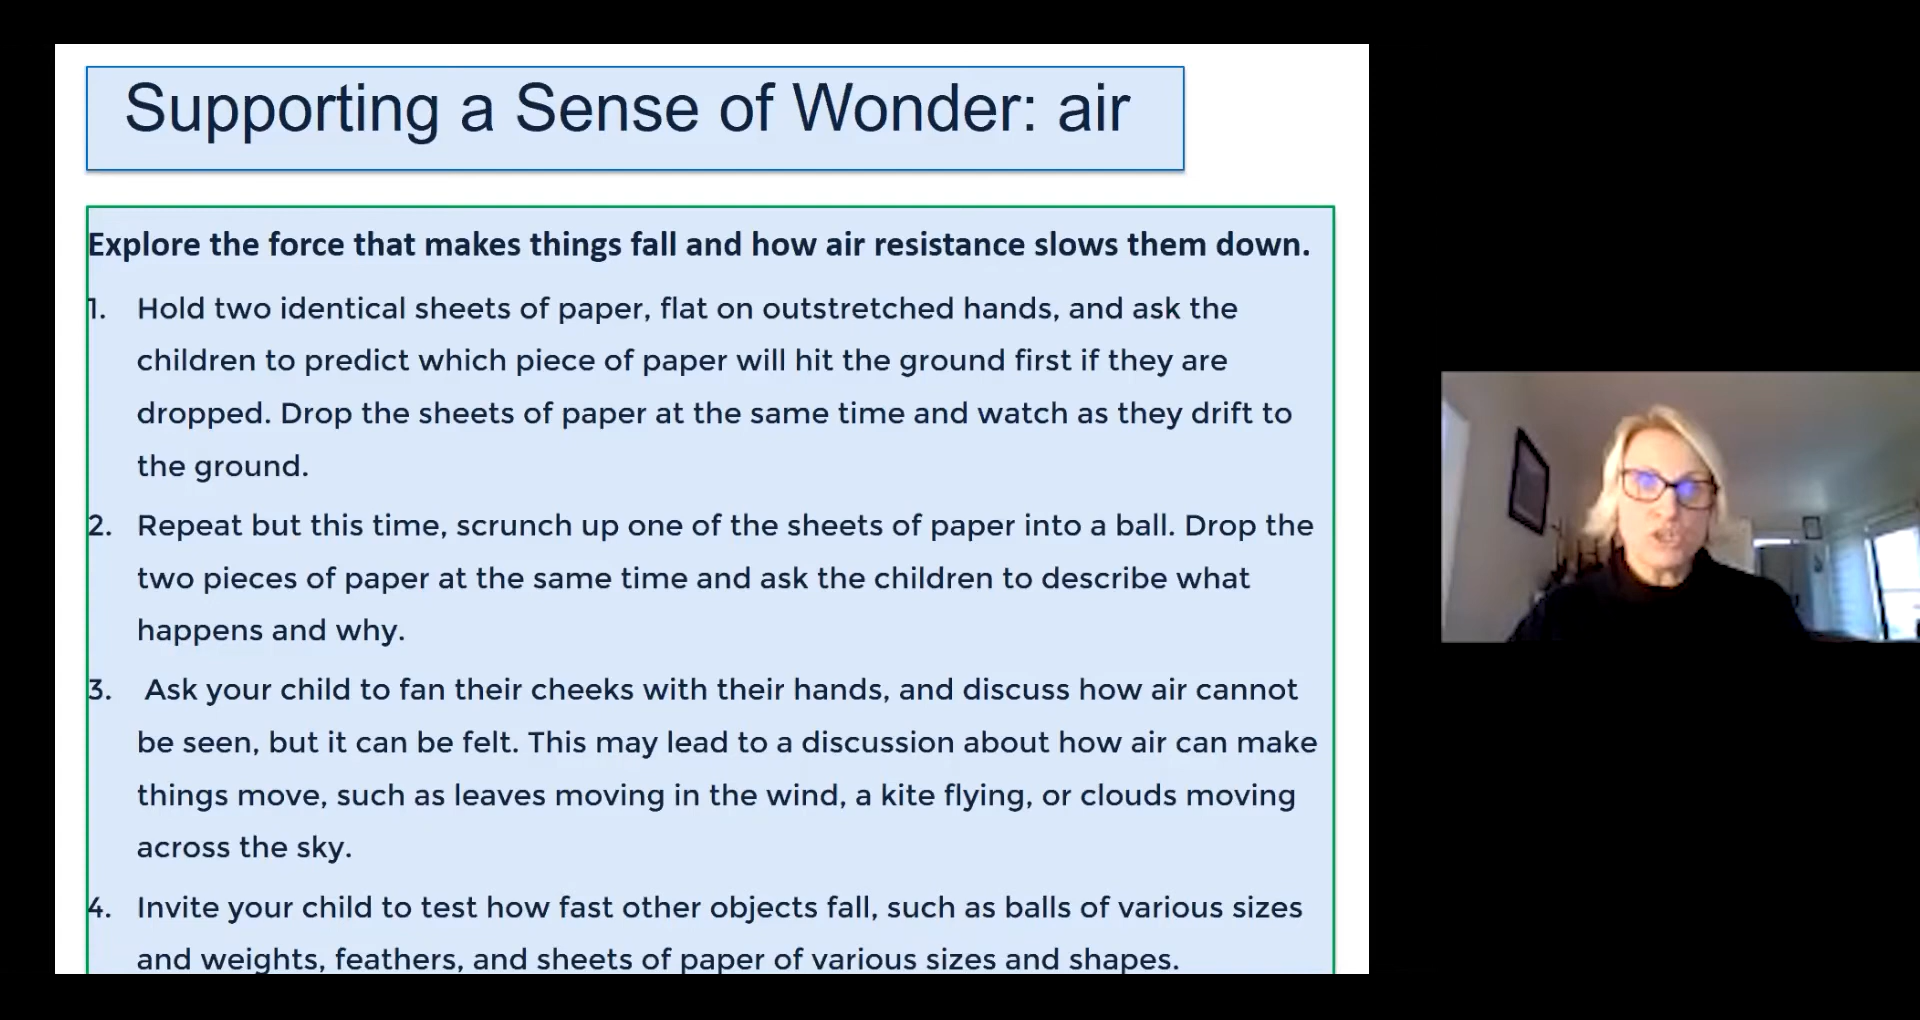 Supporting a Sense of Wonder: air
Explore the force that makes things fall and how air resistance slows them down.
1. Hold two identical sheets of paper, flat on outstretched hands, and ask the
children to predict which piece of paper will hit the ground first if they are
dropped. Drop the sheets of paper at the same time and watch as they drift to
the ground.
2. Repeat but this time, scrunch up one of the sheets of paper into a ball. Drop the
two pieces of paper at the same time and ask the children to describe what
happens and why.
3. Ask your child to fan their cheeks with their hands, and discuss how air cannot
be seen, but it can be felt. This may lead to a discussion about how air can make
things move, such as leaves moving in the wind, a kite flying, or clouds moving
across the sky.
4. Invite your child to test how fast other objects fall, such as balls of various sizes
and weights, feathers, and sheets of paper of various sizes and shapes.